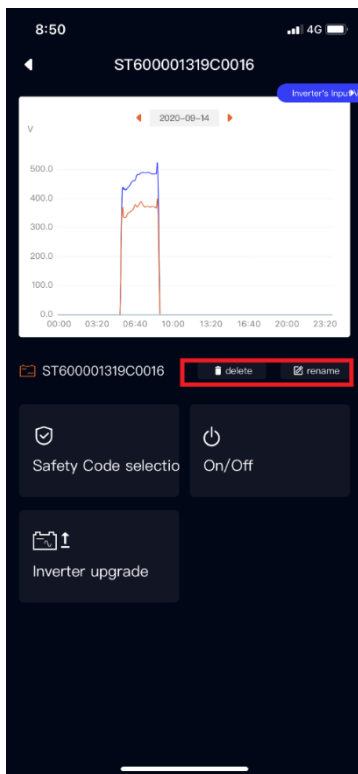 8:50 4G
ST600001319C0016
Inverter's Input V
2020-09-14
V
500.0
400.0
300.0
200.0
100.0
0.0
00:00 03:20 06:40 10:00 13:20 16:40 20:00 23:20
ST600001319C0016 delete rename
Safety Code selectio On/Off
Inverter upgrade